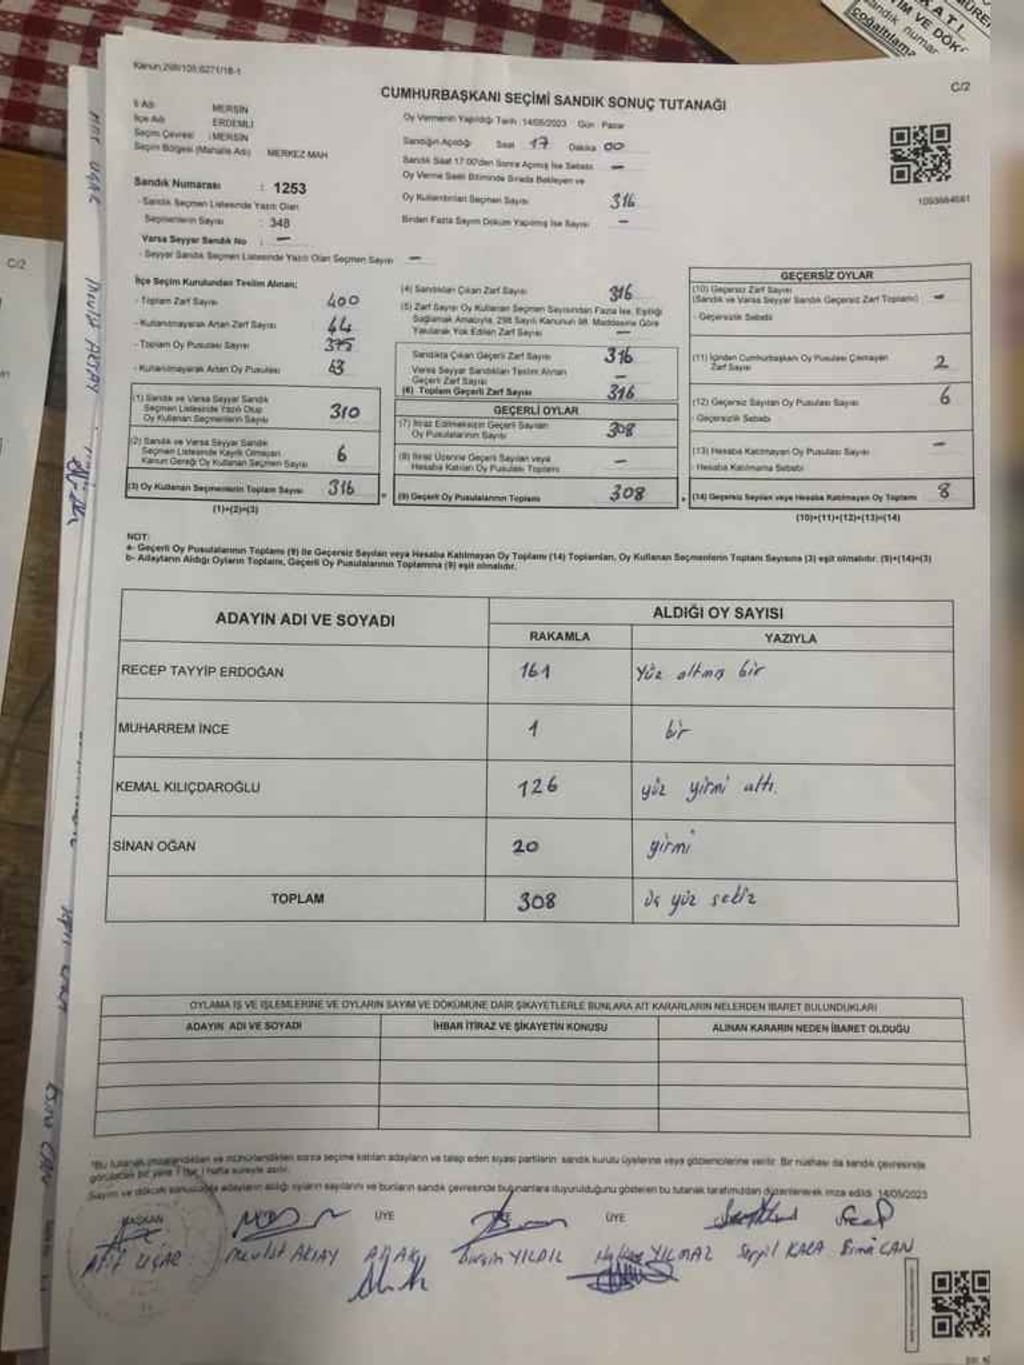 Kanun:298/105;6271/18-1
C/2
CUMHURBAŞKANI SEÇİMİ SANDIK SONUÇ TUTANAĞI
İl Adı MERSİN
İlçe Adı ERDEMLİ
Seçim Çevresi : MERSİN
Seçim Bölgesi (Mahalle Adı) MERKEZ MAH
Sandık Numarası : 1253
- Sandık Seçmen Listesinde Yazılı Olan
Seçmenlerin Sayısı : 348
Varsa Seyyar Sandık No : —
- Seyyar Sandık Seçmen Listesinde Yazılı Olan Seçmen Sayısı —
Oy Vermenin Yapıldığı Tarih : 14/05/2023 Gün : Pazar
Sandığın Açıldığı Saat 17 Dakika 00
Sandık Saat 17:00'den Sonra Açılmış İse Sebebi —
Oy Verme Saati Bitiminde Sırada Bekleyen ve
Oy Kullandırılan Seçmen Sayısı 316
Birden Fazla Sayım Döküm Yapılmış İse Sayısı —
İlçe Seçim Kurulundan Teslim Alınan;
- Toplam Zarf Sayısı 400
- Kullanılmayarak Artan Zarf Sayısı 44
- Toplam Oy Pusulası Sayısı 375
- Kullanılmayarak Artan Oy Pusulası 63
(1) Sandık ve Varsa Seyyar Sandık
Seçmen Listesinde Yazılı Olup
Oy Kullanan Seçmenlerin Sayısı 310
(2) Sandık ve Varsa Seyyar Sandık
Seçmen Listesinde Kayıtlı Olmayan
Kanun Gereği Oy Kullanan Seçmen Sayısı 6
(3) Oy Kullanan Seçmenlerin Toplam Sayısı 316
(1)+(2)=(3)
(4) Sandıktan Çıkan Zarf Sayısı 316
(5) Zarf Sayısı Oy Kullanan Seçmen Sayısından Fazla İse, Eşitliği
Sağlamak Amacıyla, 298 Sayılı Kanunun 98. Maddesine Göre
Yakılarak Yok Edilen Zarf Sayısı —
Sandıkta Çıkan Geçerli Zarf Sayısı 316
Varsa Seyyar Sandıktan Teslim Alınan
Geçerli Zarf Sayısı —
(6) Toplam Geçerli Zarf Sayısı 316
GEÇERLİ OYLAR
(7) İtiraz Edilmeksizin Geçerli Sayılan
Oy Pusulalarının Sayısı 308
(8) İtiraz Üzerine Geçerli Sayılan veya
Hesaba Katılan Oy Pusulası Toplamı —
(9) Geçerli Oy Pusulalarının Toplamı 308
GEÇERSİZ OYLAR
(10) Geçersiz Zarf Sayısı
(Sandık ve Varsa Seyyar Sandık Geçersiz Zarf Toplamı) —
- Geçersizlik Sebebi
(11) İçinden Cumhurbaşkanı Oy Pusulası Çıkmayan
Zarf Sayısı 2
(12) Geçersiz Sayılan Oy Pusulası Sayısı 6
- Geçersizlik Sebebi
(13) Hesaba Katılmayan Oy Pusulası Sayısı —
- Hesaba Katılmama Sebebi
(14) Geçersiz Sayılan veya Hesaba Katılmayan Oy Toplamı 8
(10)+(11)+(12)+(13)=(14)
NOT:
a- Geçerli Oy Pusulalarının Toplamı (9) ile Geçersiz Sayılan veya Hesaba Katılmayan Oy Toplamı (14) Toplamları, Oy Kullanan Seçmenlerin Toplam Sayısına (3) eşit olmalıdır. (9)+(14)=(3)
b- Adayların Aldığı Oyların Toplamı, Geçerli Oy Pusulalarının Toplamına (9) eşit olmalıdır.
ADAYIN ADI VE SOYADI ALDIĞI OY SAYISI
RAKAMLA YAZIYLA
RECEP TAYYİP ERDOĞAN 161 Yüz altmış bir
MUHARREM İNCE 1 bir
KEMAL KILIÇDAROĞLU 126 yüz yirmi altı.
SİNAN OĞAN 20 yirmi
TOPLAM 308 üç yüz sekiz
OYLAMA İŞ VE İŞLEMLERİNE VE OYLARIN SAYIM VE DÖKÜMÜNE DAİR ŞİKAYETLERLE BUNLARA AİT KARARLARIN NELERDEN İBARET BULUNDUKLARI
ADAYIN ADI VE SOYADI İHBAR İTİRAZ VE ŞİKAYETİN KONUSU ALINAN KARARIN NEDEN İBARET OLDUĞU
*Bu tutanak imzalandıktan ve mühürlendikten sonra seçime katılan adayların ve talep eden siyasi partilerin sandık kurulu üyelerine veya gözlemcilerine verilir. Bir nüshası da sandık çevresinde
görülebilen bir yere 1 (bir) hafta süreyle asılır.
Sayım ve döküm sonucunda adayların aldığı oyların sayılarını ve bunların sandık çevresinde bulunanlara duyurulduğunu gösteren bu tutanak tarafımızdan düzenlenerek imza edildi. 14/05/2023
BAŞKAN ÜYE ÜYE
Atıf UÇAR Mevlüt AKJAY YILDIL Hakan YILMAZ Serpil KARA CAN
C/2